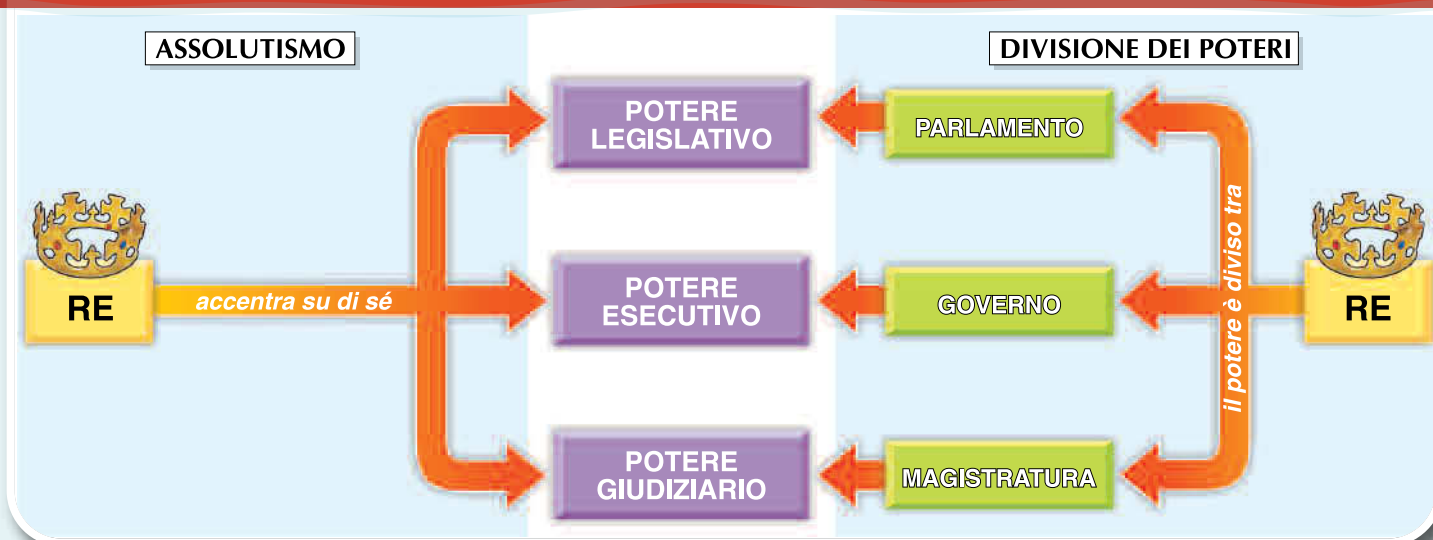 ASSOLUTISMO
DIVISIONE DEI POTERI
RE
accentra su di sé
POTERE
LEGISLATIVO
POTERE
ESECUTIVO
POTERE
GIUDIZIARIO
PARLAMENTO
GOVERNO
MAGISTRATURA
il potere è diviso tra
RE